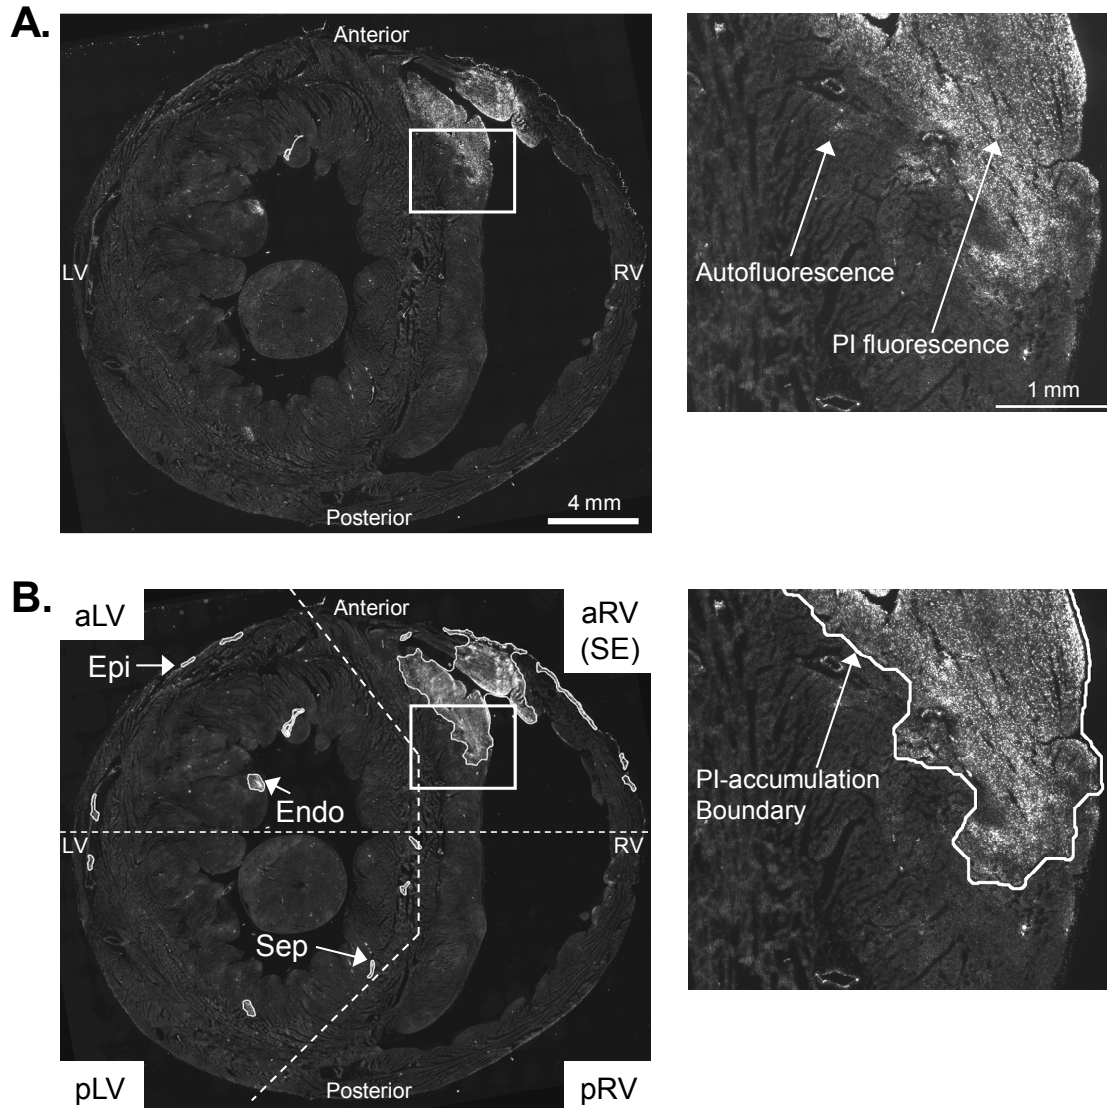 A.
Anterior
LV
RV
Posterior
4 mm
Autofluorescence
PI fluorescence
1 mm
B.
aLV
Anterior
aRV
(SE)
Epi
Endo
LV
RV
Sep
pLV
Posterior
pRV
PI-accumulation
Boundary